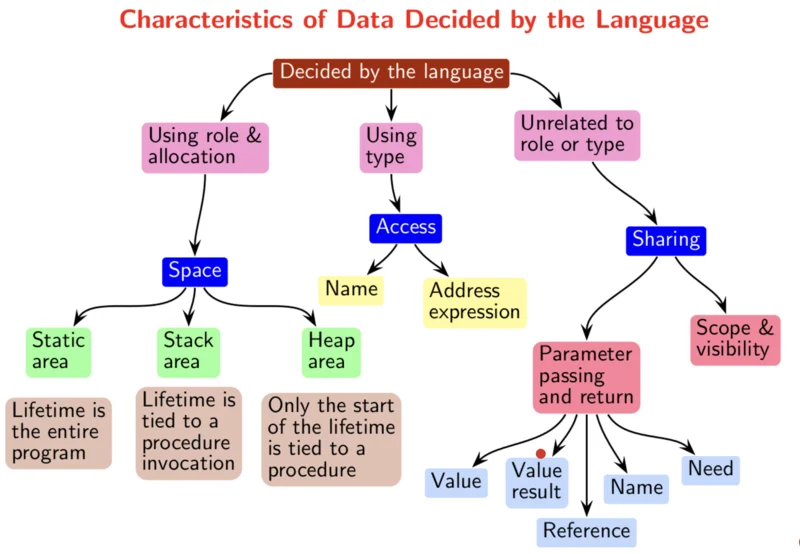 Characteristics of Data Decided by the Language
Decided by the language
Using role &
allocation
Using
type
Unrelated to
role or type
Space
Access
Sharing
Name
Address
expression
Static
area
Stack
area
Heap
area
Lifetime is
the entire
program
Lifetime is
tied to a
procedure
invocation
Only the start
of the lifetime
is tied to a
procedure
Parameter
passing
and return
Scope &
visibility
Value
Value
result
Reference
Name
Need